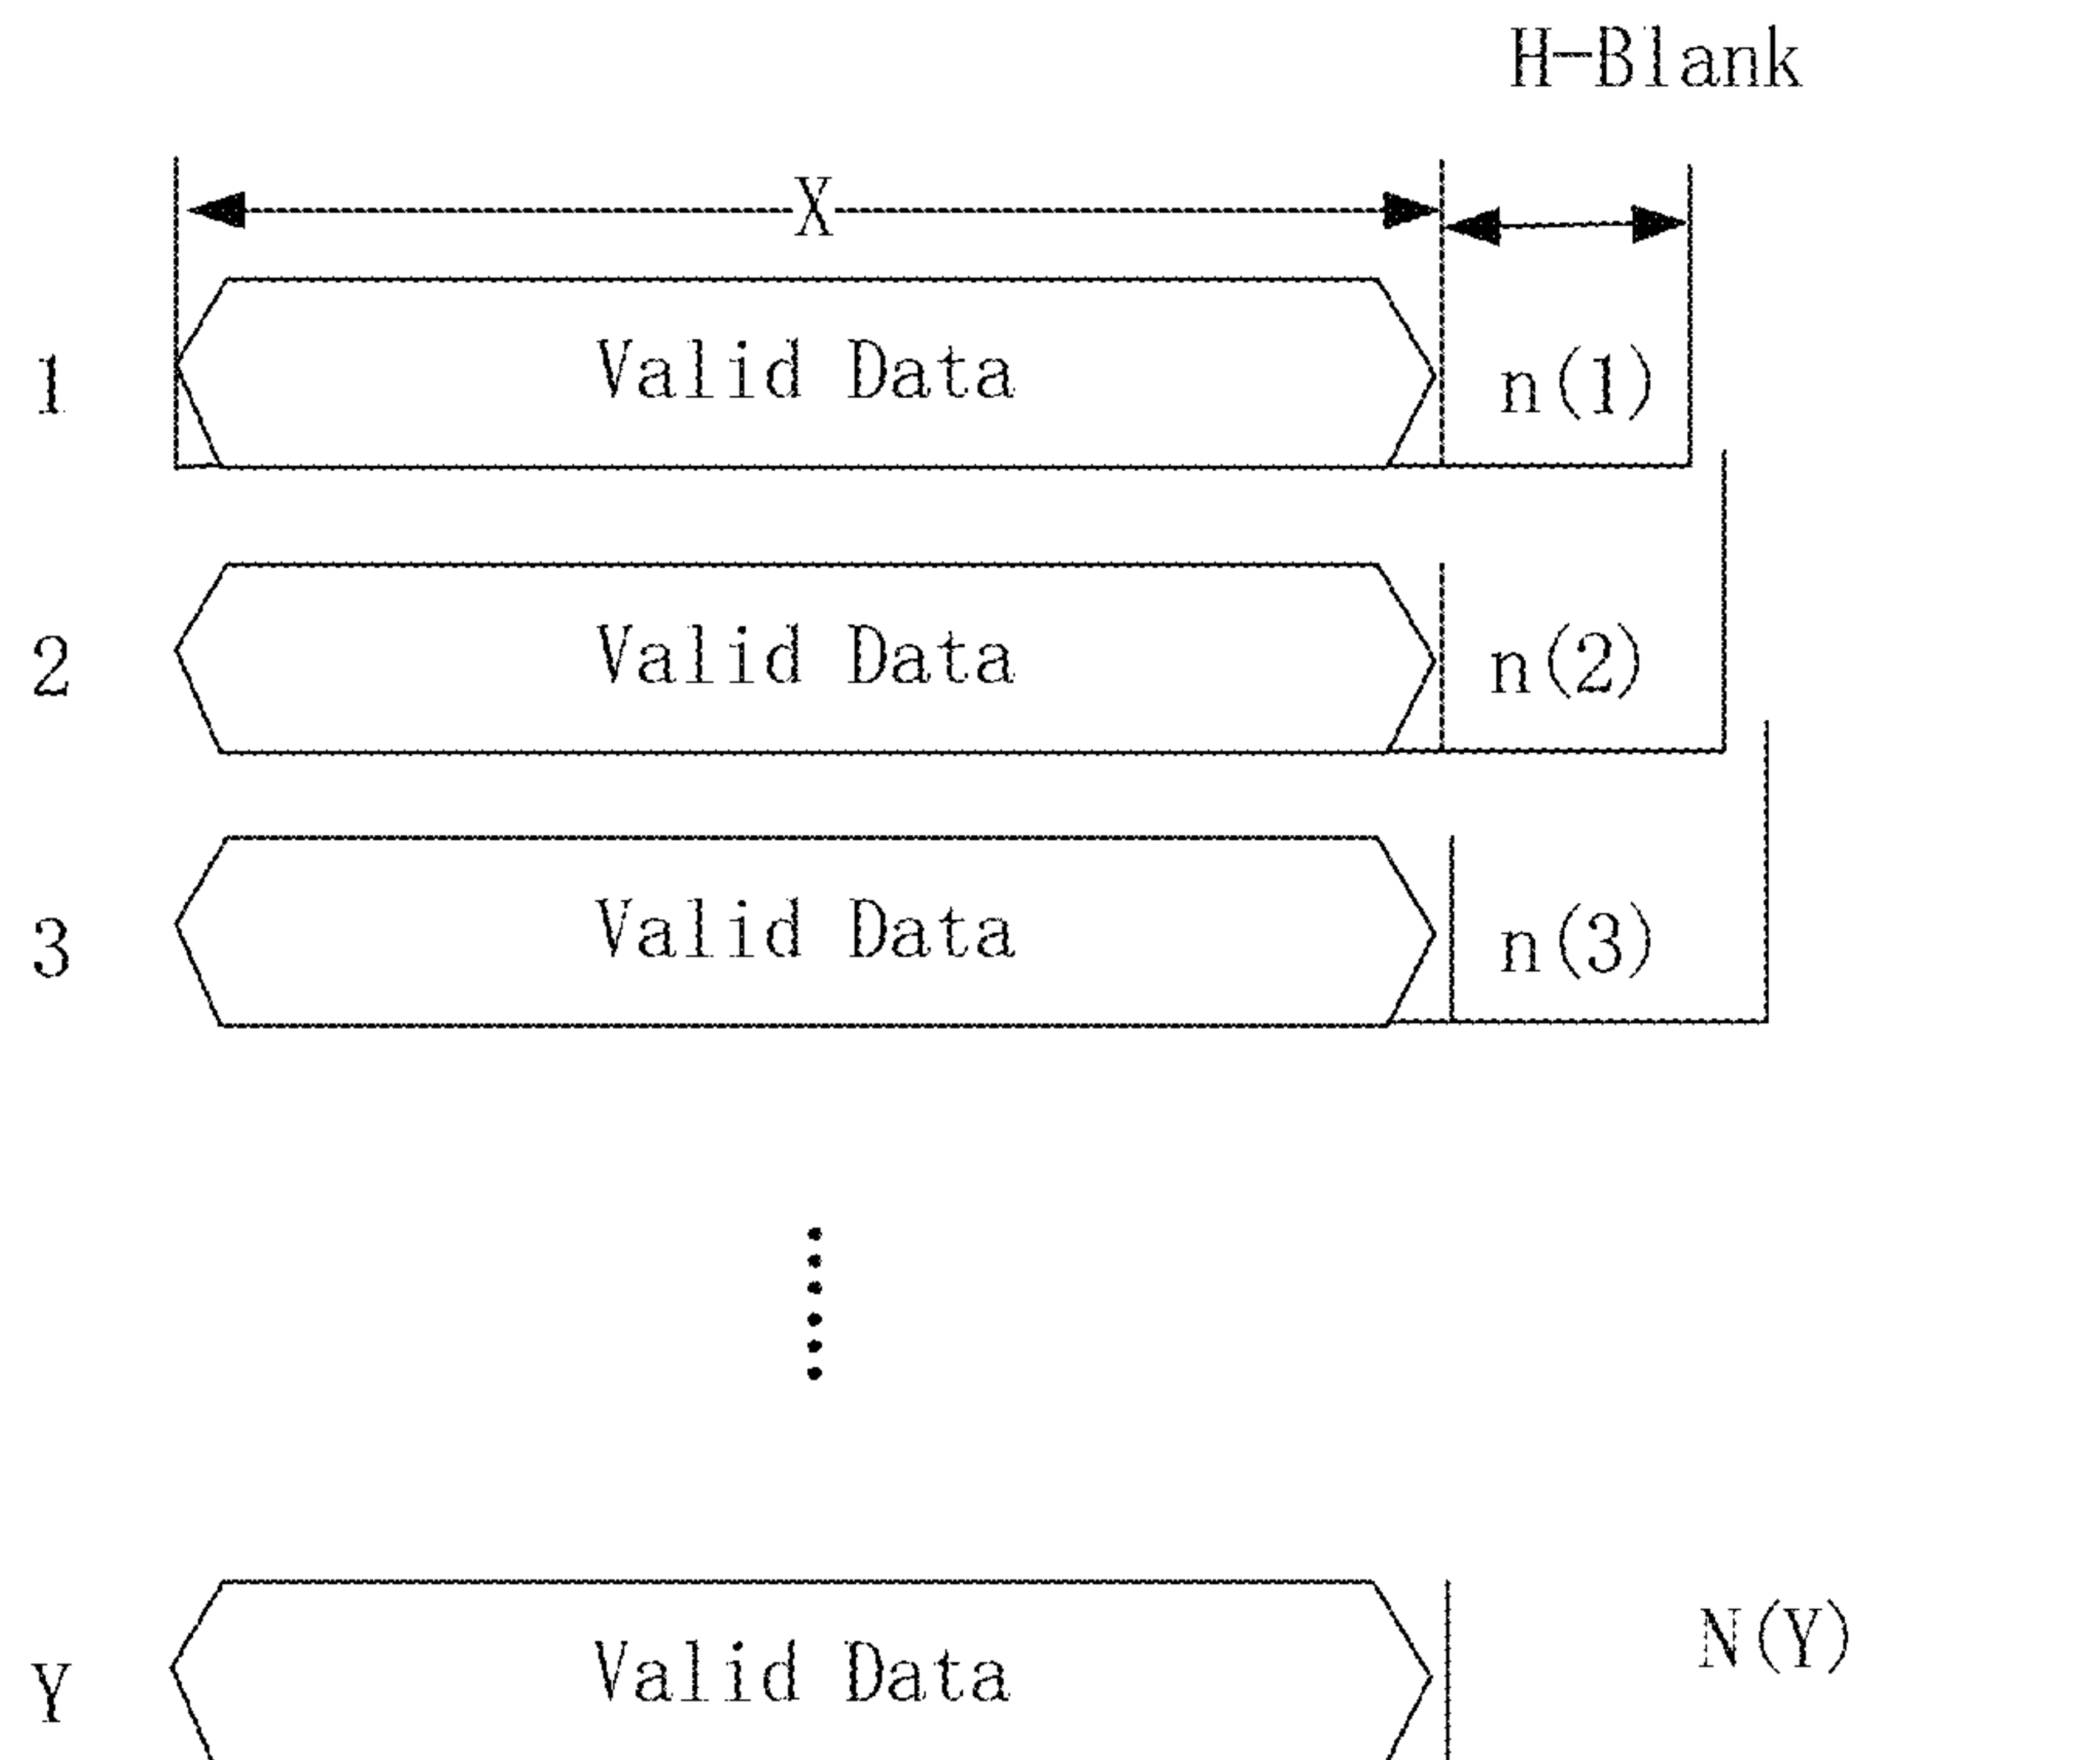 H-Blank
X
1 Valid Data n(1)
2 Valid Data n(2)
3 Valid Data n(3)
Y Valid Data N(Y)